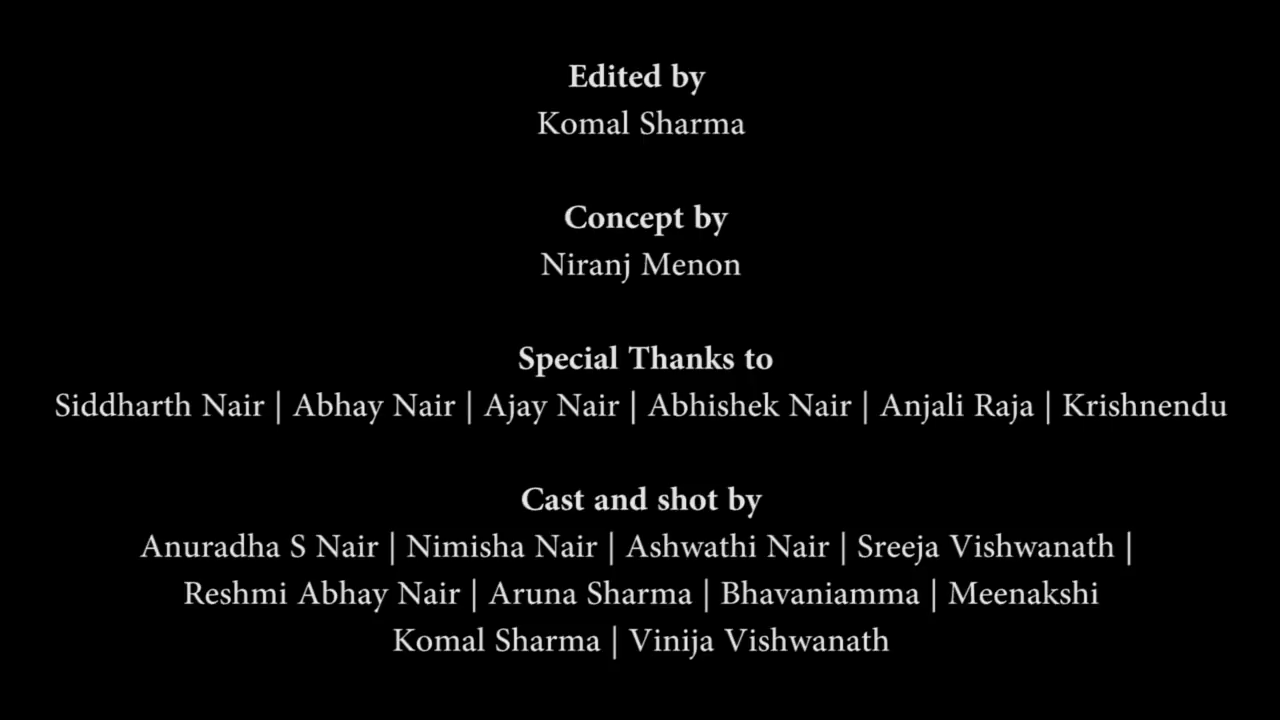 Edited by
Komal Sharma
Concept by
Niranj Menon
Special Thanks to
Siddharth Nair | Abhay Nair | Ajay Nair | Abhishek Nair | Anjali Raja | Krishnendu
Cast and shot by
Anuradha S Nair | Nimisha Nair | Ashwathi Nair | Sreeja Vishwanath |
Reshmi Abhay Nair | Aruna Sharma | Bhavaniamma | Meenakshi
Komal Sharma | Vinija Vishwanath